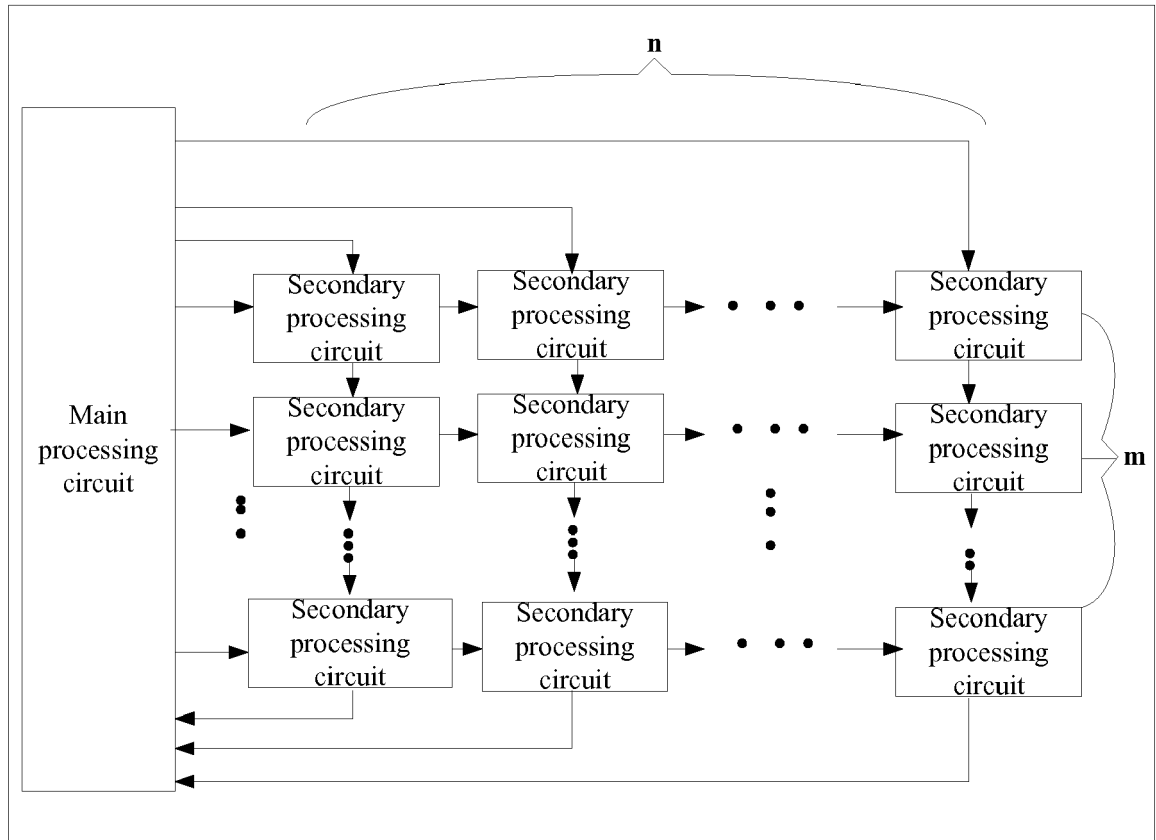 n
Secondary
processing
circuit
Secondary
processing
circuit
Secondary
processing
circuit
Main
processing
circuit
Secondary
processing
circuit
Secondary
processing
circuit
Secondary
processing
circuit
m
Secondary
processing
circuit
Secondary
processing
circuit
Secondary
processing
circuit